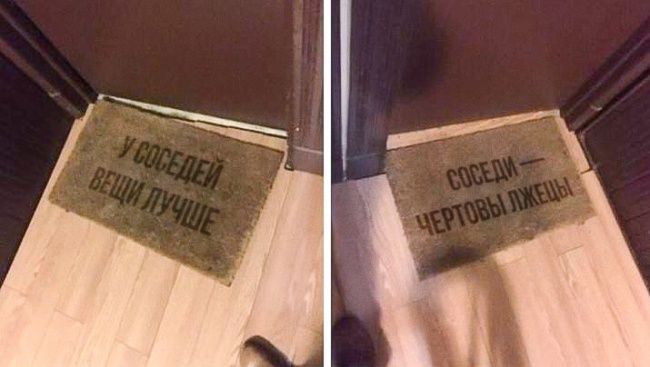 У СОСЕДЕЙ
ВЕЩИ ЛУЧШЕ
СОСЕДИ —
ЧЕРТОВЫ ЛЖЕЦЫ